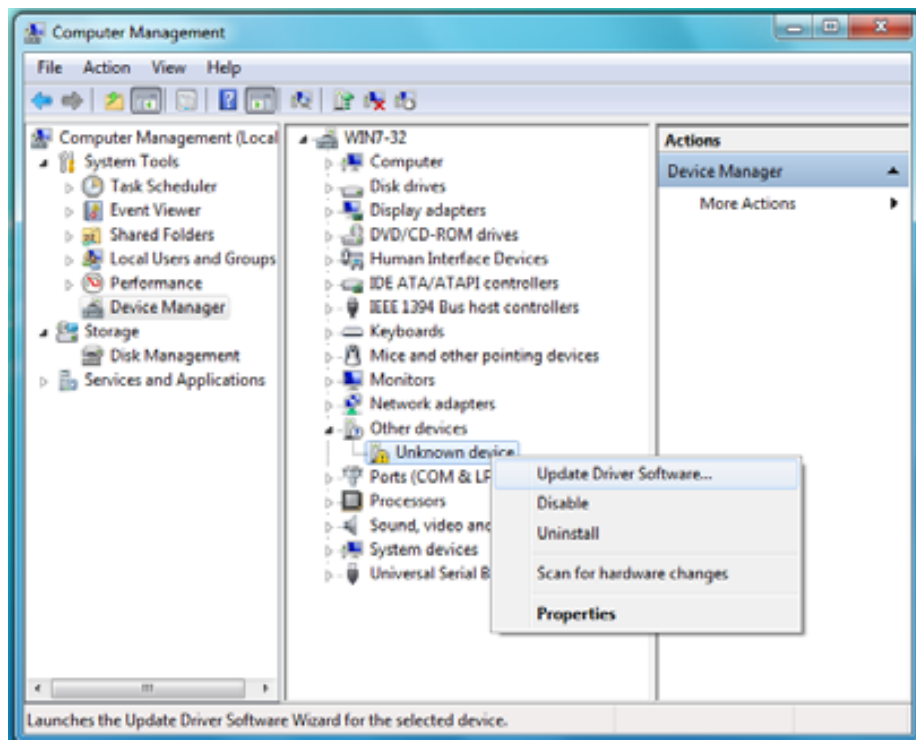 Computer Management
File Action View Help
Computer Management (Local
System Tools
Task Scheduler
Event Viewer
Shared Folders
Local Users and Groups
Performance
Device Manager
Storage
Disk Management
Services and Applications
WIN7-32
Computer
Disk drives
Display adapters
DVD/CD-ROM drives
Human Interface Devices
IDE ATA/ATAPI controllers
IEEE 1394 Bus host controllers
Keyboards
Mice and other pointing devices
Monitors
Network adapters
Other devices
Unknown device
Ports (COM & LP
Processors
Sound, video and
System devices
Universal Serial B
Update Driver Software...
Disable
Uninstall
Scan for hardware changes
Properties
Actions
Device Manager
More Actions
Launches the Update Driver Software Wizard for the selected device.